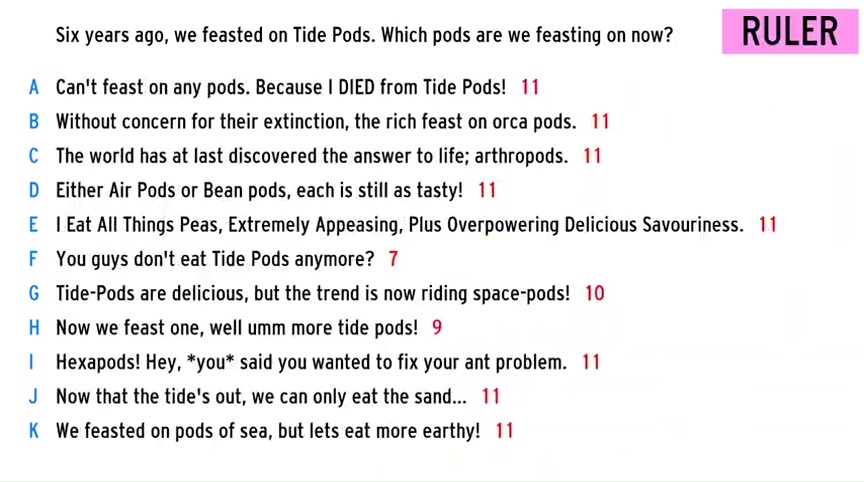 Six years ago, we feasted on Tide Pods. Which pods are we feasting on now?
RULER
A Can't feast on any pods. Because I DIED from Tide Pods! 11
B Without concern for their extinction, the rich feast on orca pods. 11
C The world has at last discovered the answer to life; arthropods. 11
D Either Air Pods or Bean pods, each is still as tasty! 11
E I Eat All Things Peas, Extremely Appeasing, Plus Overpowering Delicious Savouriness. 11
F You guys don't eat Tide Pods anymore? 7
G Tide-Pods are delicious, but the trend is now riding space-pods! 10
H Now we feast one, well umm more tide pods! 9
I Hexapods! Hey, *you* said you wanted to fix your ant problem. 11
J Now that the tide's out, we can only eat the sand... 11
K We feasted on pods of sea, but lets eat more earthy! 11